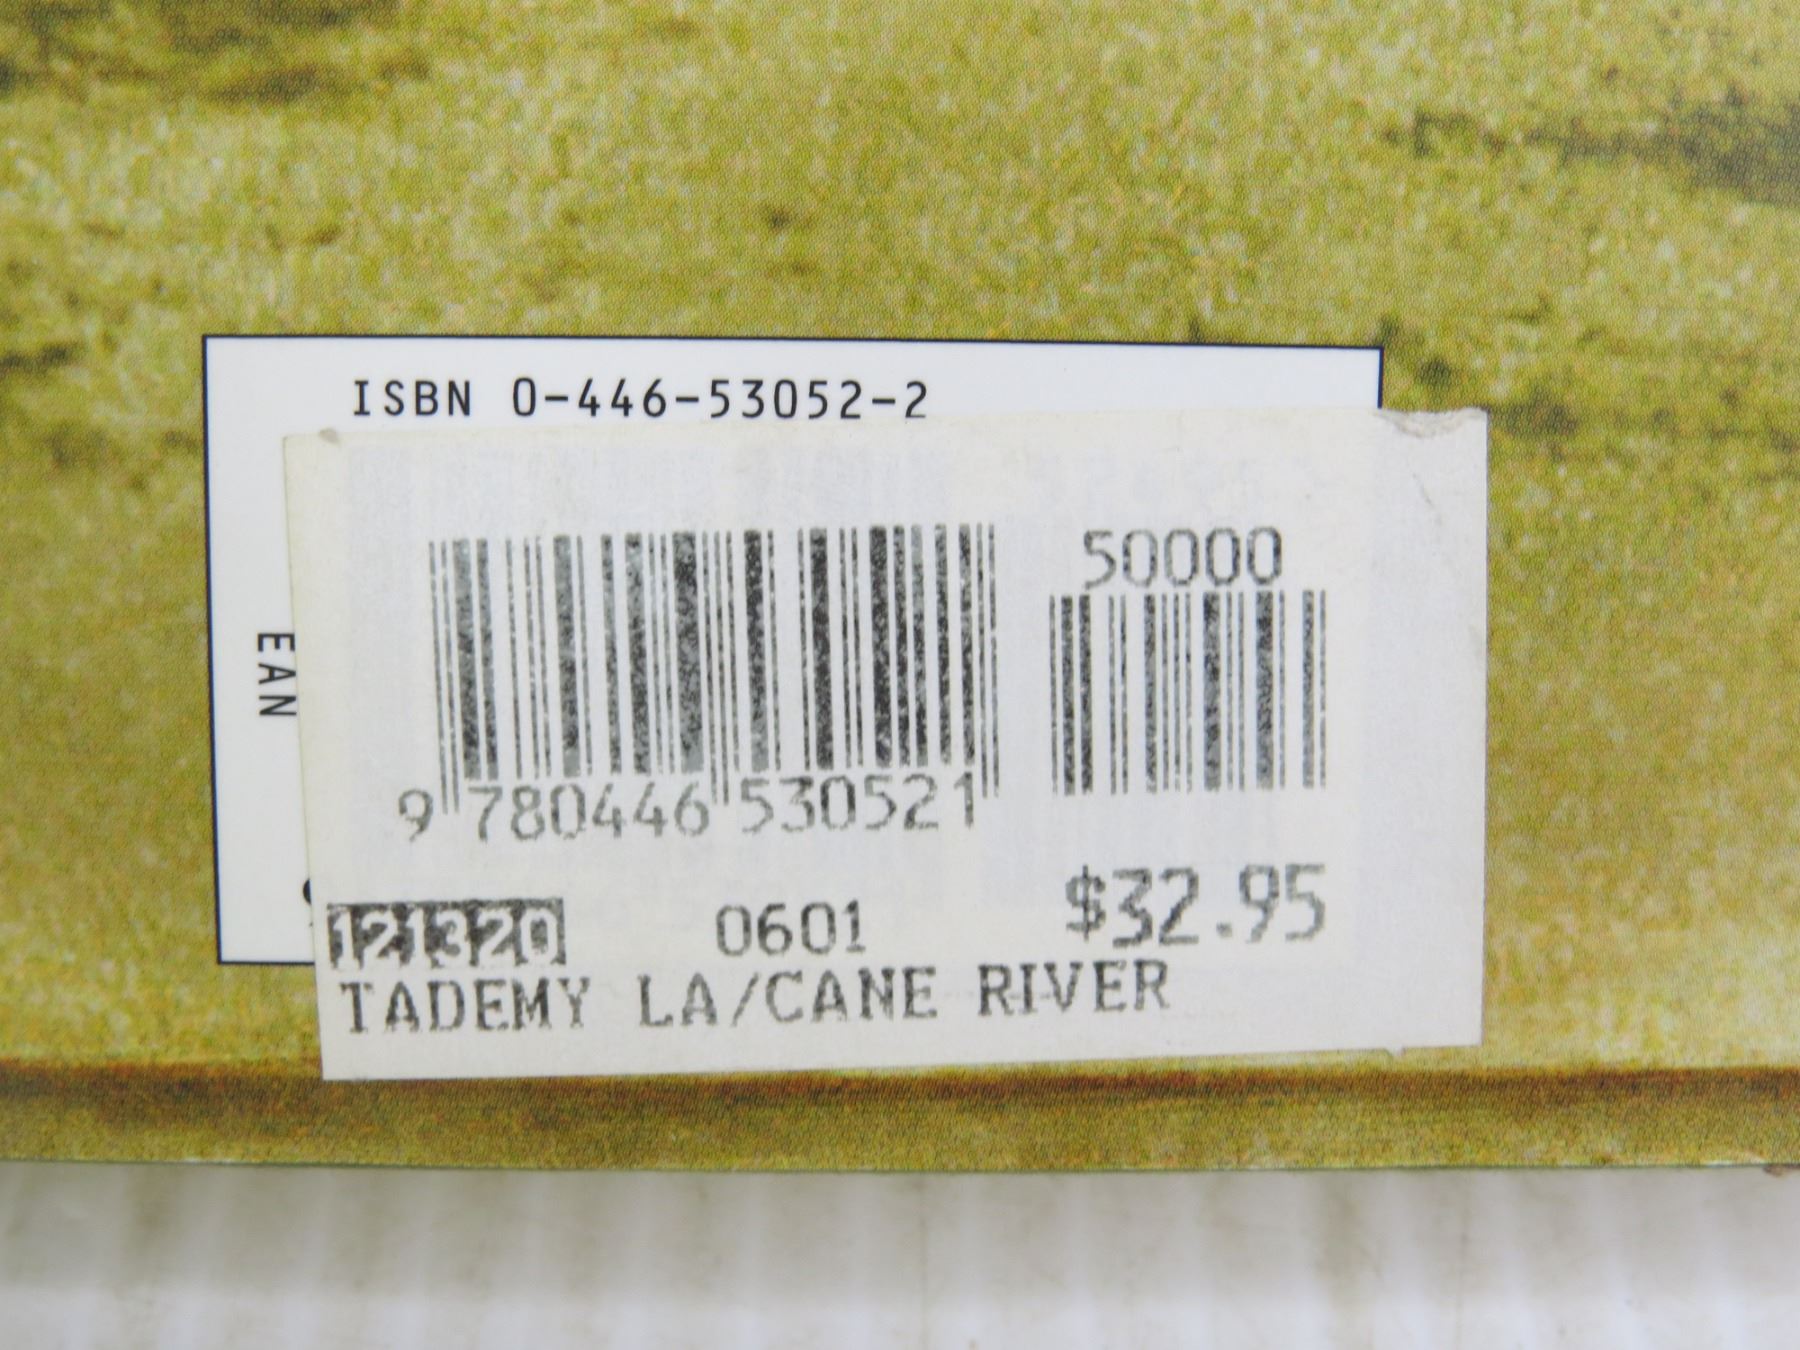 ISBN 0-446-53052-2
EAN
50000
9 780446 530521
121320 0601 $32.95
TADEMY LA/CANE RIVER